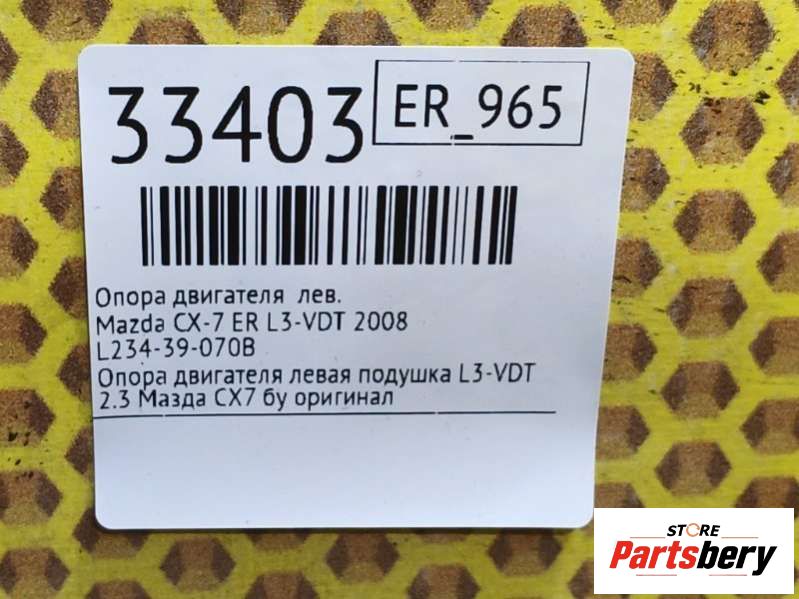 33403
ER_965
Опора двигателя лев.
Mazda CX-7 ER L3-VDT 2008
L234-39-070B
Опора двигателя левая подушка L3-VDT
2.3 Мазда СХ7 бу оригинал
STORE
Partsbery